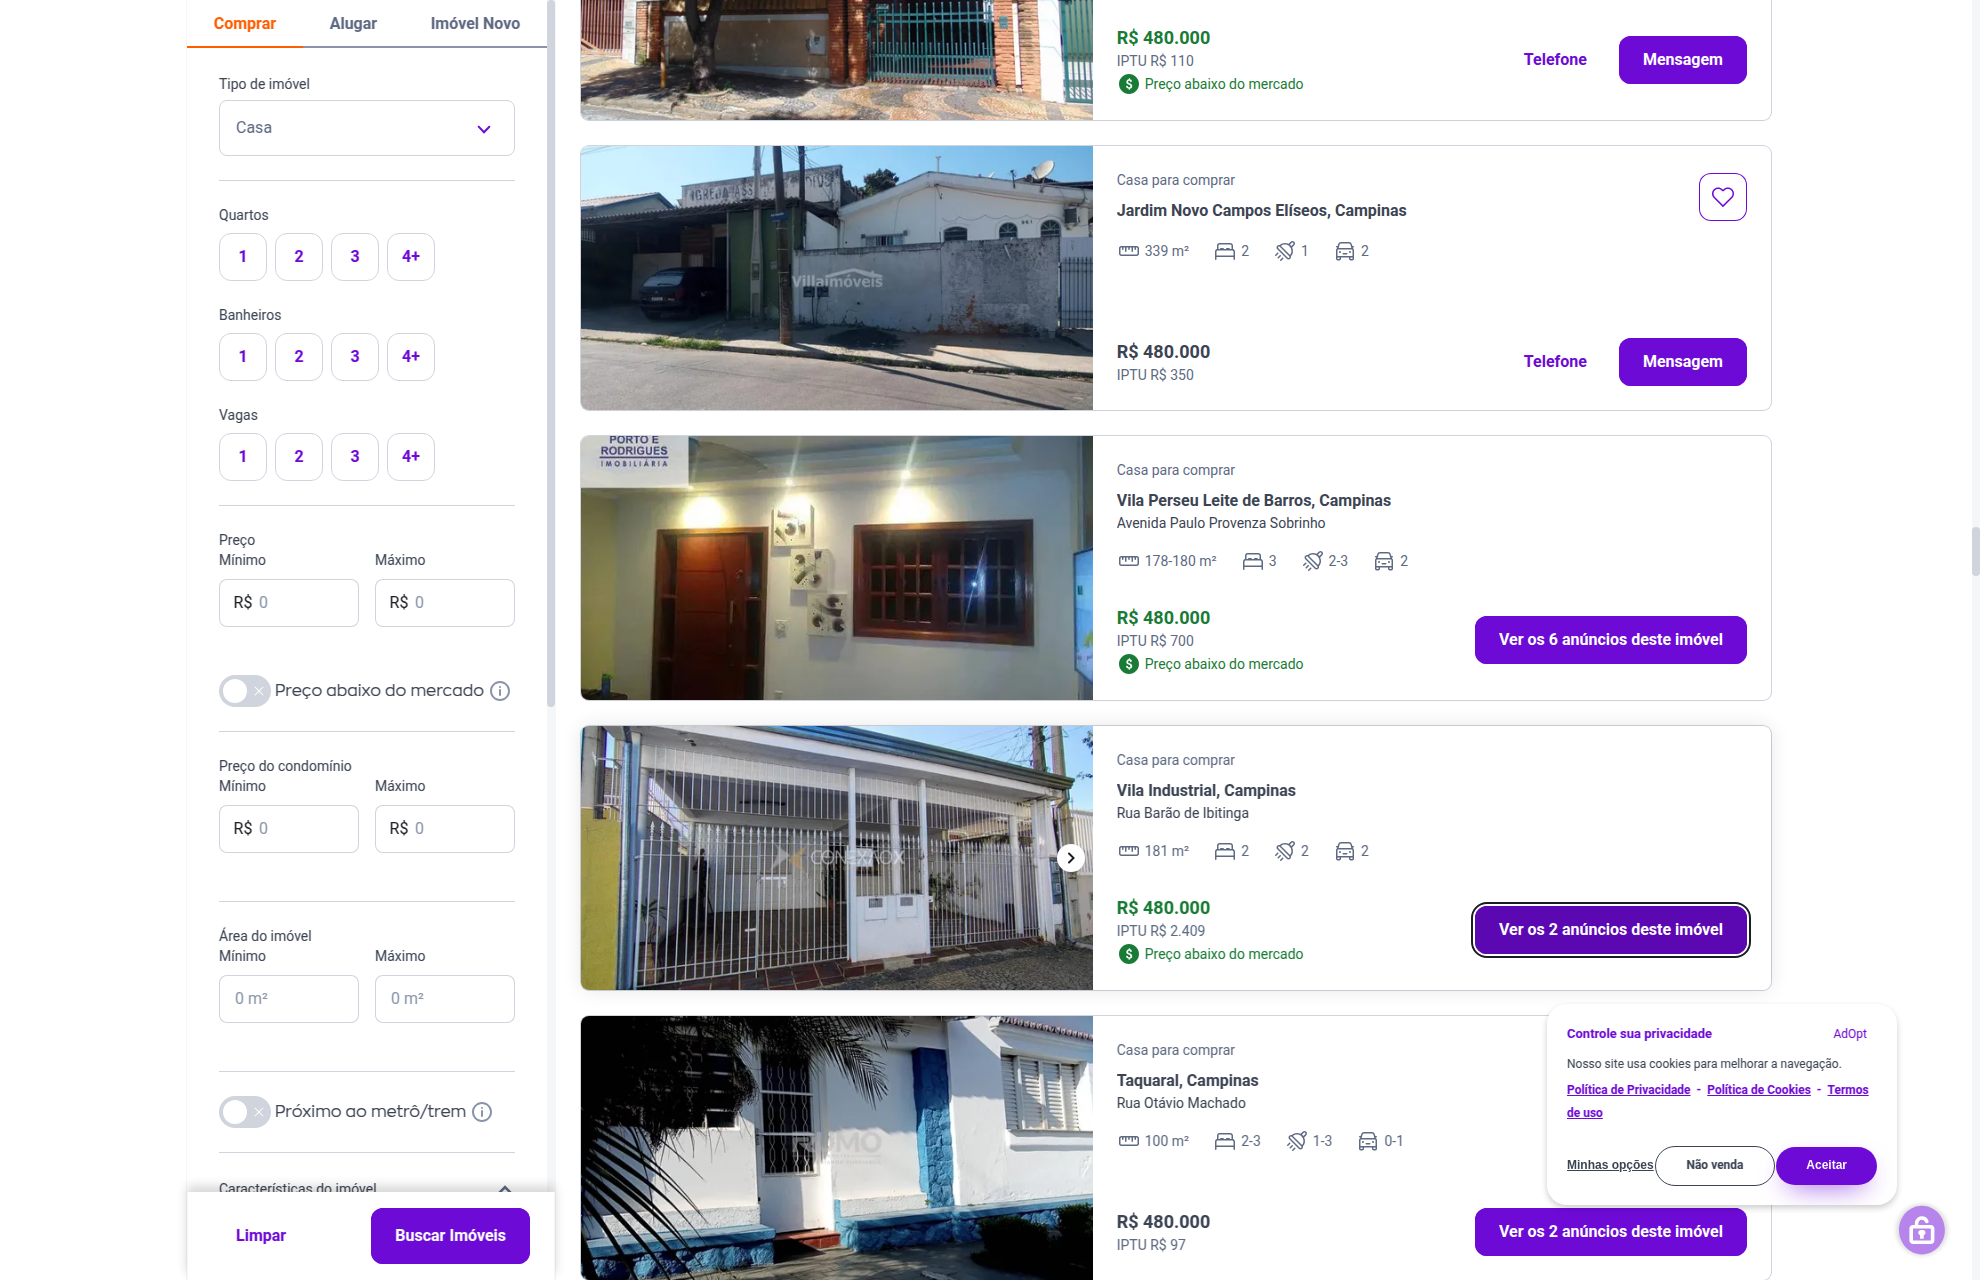 Comprar
Alugar
Imóvel Novo
Tipo de imóvel
Casa
Quartos
1
2
3
4+
Banheiros
1
2
3
4+
Vagas
1
2
3
4+
Preço
Mínimo
Máximo
R$ 0
R$ 0
Preço abaixo do mercado
Preço do condomínio
Mínimo
Máximo
R$ 0
R$ 0
Área do imóvel
Mínimo
Máximo
0 m²
0 m²
Próximo ao metrô/trem
Características do imóvel
Limpar
Buscar Imóveis
R$ 480.000
IPTU R$ 110
Preço abaixo do mercado
Telefone
Mensagem
Villaimóveis
Casa para comprar
Jardim Novo Campos Elíseos, Campinas
339 m²
2
1
2
R$ 480.000
IPTU R$ 350
Telefone
Mensagem
PORTO E
RODRIGUES
IMOBILIÁRIA
Casa para comprar
Vila Perseu Leite de Barros, Campinas
Avenida Paulo Provenza Sobrinho
178-180 m²
3
2-3
2
R$ 480.000
IPTU R$ 700
Preço abaixo do mercado
Ver os 6 anúncios deste imóvel
Casa para comprar
Vila Industrial, Campinas
Rua Barão de Ibitinga
181 m²
2
2
2
R$ 480.000
IPTU R$ 2.409
Preço abaixo do mercado
Ver os 2 anúncios deste imóvel
Casa para comprar
Taquaral, Campinas
Rua Otávio Machado
100 m²
2-3
1-3
0-1
R$ 480.000
IPTU R$ 97
Ver os 2 anúncios deste imóvel
Controle sua privacidade
AdOpt
Nosso site usa cookies para melhorar a navegação.
Política de Privacidade - Política de Cookies - Termos
de uso
Minhas opções
Não venda
Aceitar